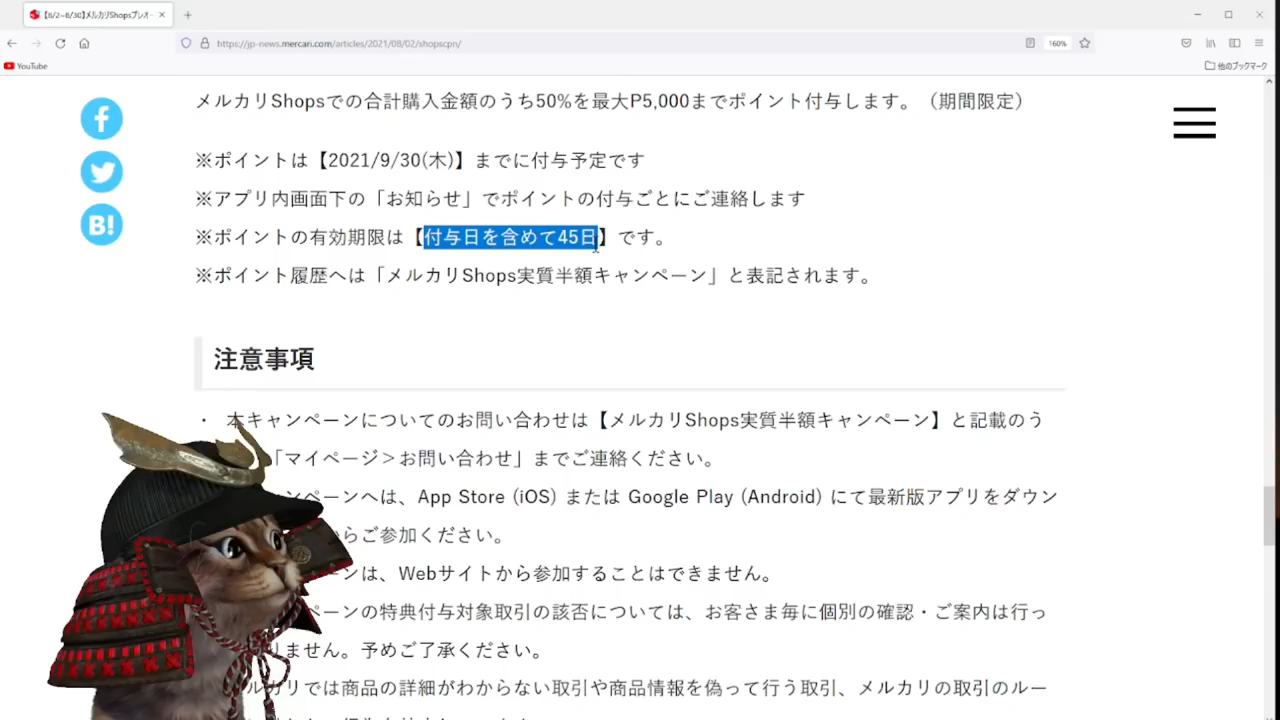 【8/2~8/30】メルカリShopsプレオー
https://jp-news.mercari.com/articles/2021/08/02/shopscpn/
160%
YouTube
他のブックマーク
メルカリShopsでの合計購入金額のうち50%を最大P5,000までポイント付与します。（期間限定）
※ポイントは【2021/9/30(木)】までに付与予定です
※アプリ内画面下の「お知らせ」でポイントの付与ごとにご連絡します
※ポイントの有効期限は【付与日を含めて45日】です。
※ポイント履歴へは「メルカリShops実質半額キャンペーン」と表記されます。
B!
注意事項
・ 本キャンペーンについてのお問い合わせは【メルカリShops実質半額キャンペーン】と記載のう
「マイページ＞お問い合わせ」までご連絡ください。
ンペーンへは、App Store (iOS) または Google Play (Android) にて最新版アプリをダウン
らご参加ください。
ーンは、Webサイトから参加することはできません。
ペーンの特典付与対象取引の該否については、お客さま毎に個別の確認・ご案内は行っ
りません。予めご了承ください。
ルカリでは商品の詳細がわからない取引や商品情報を偽って行う取引、メルカリの取引のルー